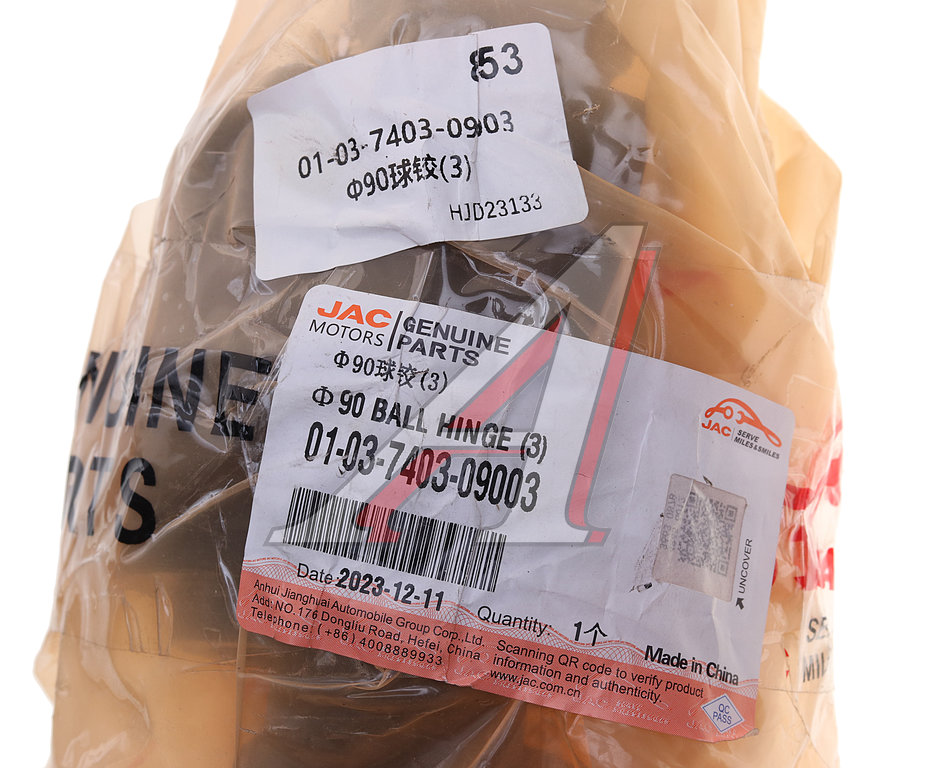 853
01-03-7403-09003
Φ90球铰(3)
HJD23133
JAC
MOTORS
GENUINE
PARTS
Φ90球铰(3)
Φ 90 BALL HINGE (3)
01-03-7403-09003
JAC
SERVE
MILES&SMILES
UNCOVER
Date 2023-12-11
Quantity: 1个
Made in China
Anhui Jianghuai Automobile Group Corp.,Ltd.
Add: NO.176 Dongliu Road, Hefei, China
Telephone: (+86) 4008889933
Scanning QR code to verify product
information and authenticity.
www.jac.com.cn
QC
PASS